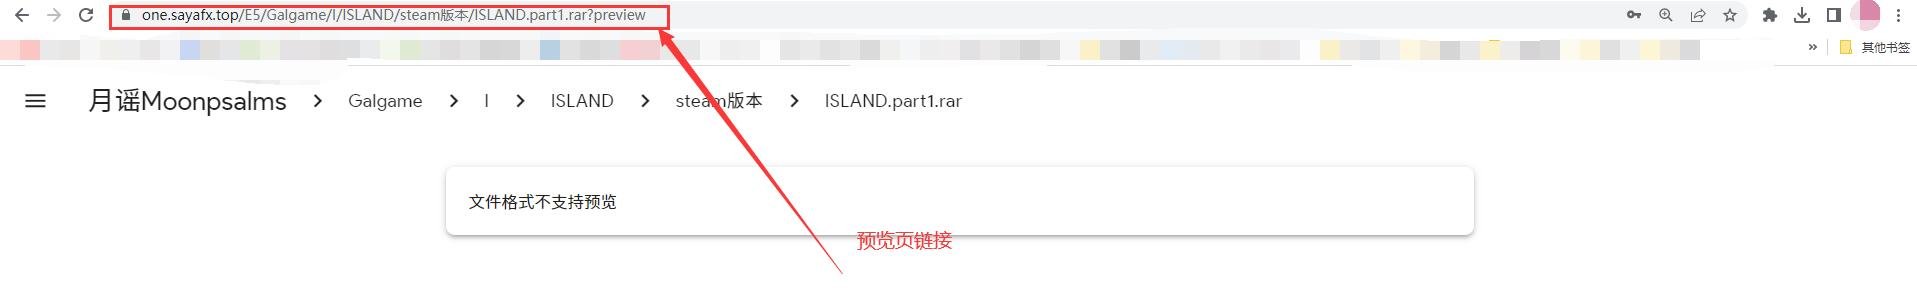 one.sayafx.top/E5/Galgame/I/ISLAND/steam版本/ISLAND.part1.rar?preview
» 其他书签
月谣Moonpsalms > Galgame > I > ISLAND > steam版本 > ISLAND.part1.rar
文件格式不支持预览
预览页链接